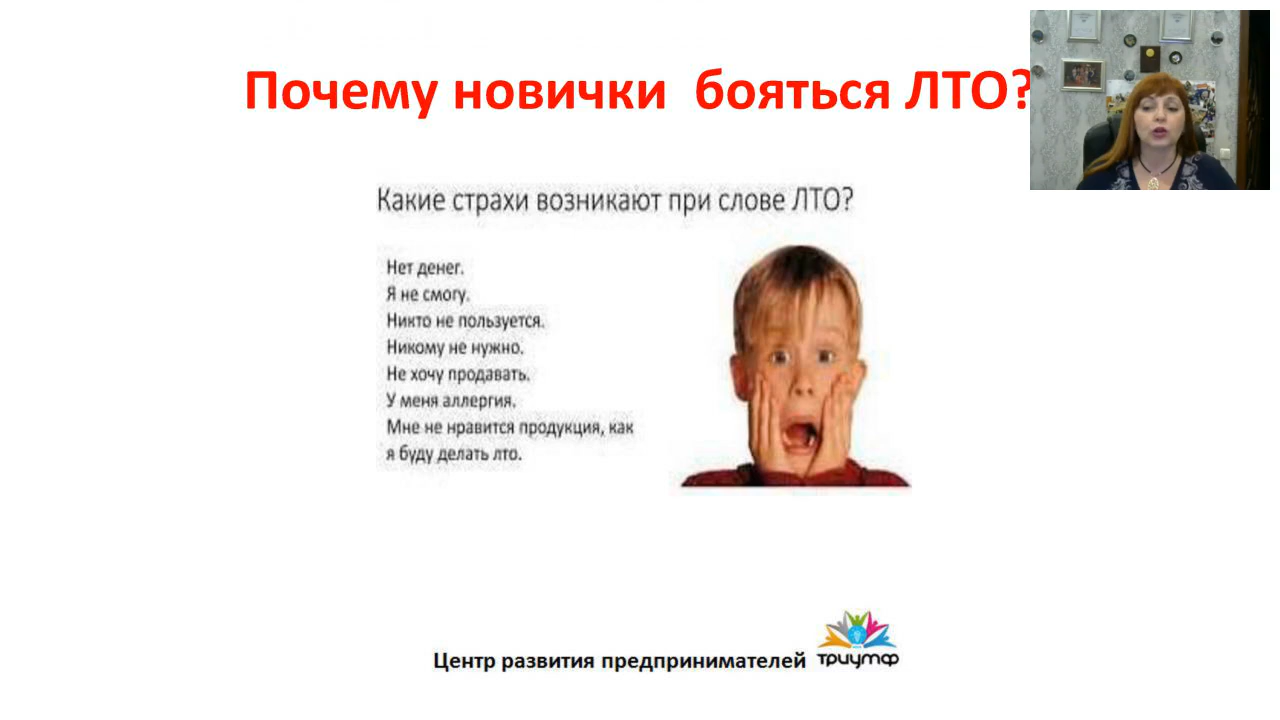 Почему новички бояться ЛТО?
Какие страхи возникают при слове ЛТО?
Нет денег.
Я не смогу.
Никто не пользуется.
Никому не нужно.
Не хочу продавать.
У меня аллергия.
Мне не нравится продукция, как
я буду делать лто.
Центр развития предпринимателей
триумф